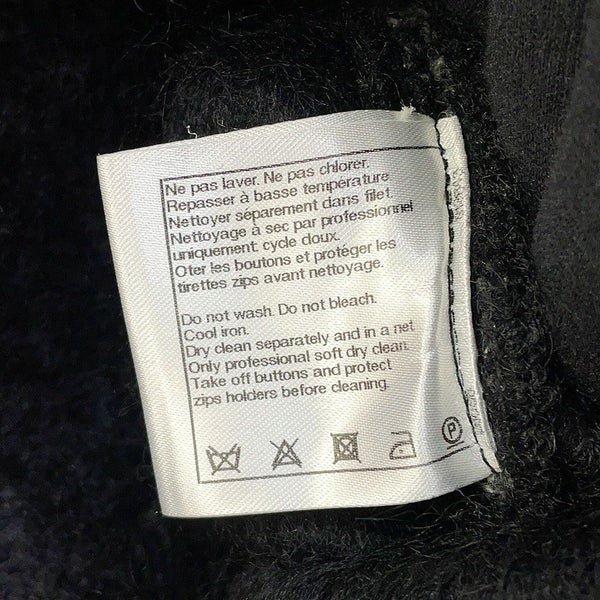 Ne pas laver. Ne pas chlorer.
Repasser à basse température
Nettoyer séparement dans filet
Nettoyage à sec par professionnel
uniquement cycle doux.
Oter les boutons et protéger les
tirettes zips avant nettoyage.
Do not wash. Do not bleach.
Cool iron.
Dry clean separately and in a net
Only professional soft dry clean.
Take off buttons and protect
zips holders before cleaning.
P